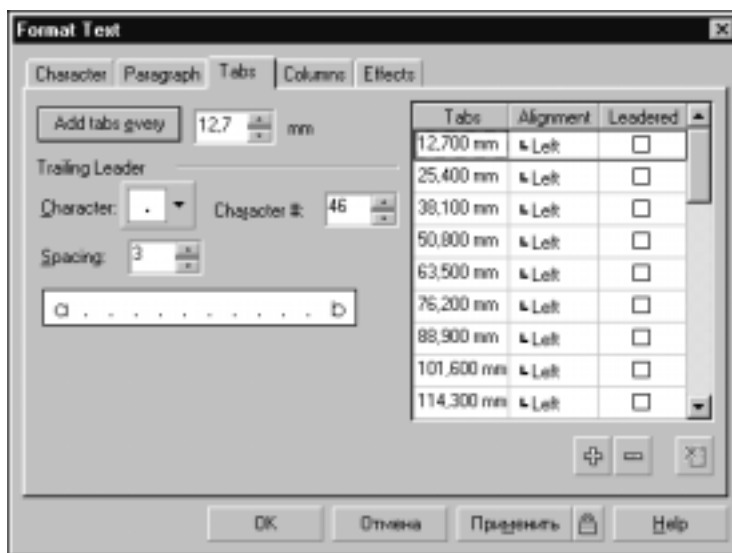 Format Text
Character Paragraph Tabs Columns Effects
Add tabs every 12,7 mm
Trailing Leader
Character: . Character #: 46
Spacing: 3
a . . . . . . . . . . b
Tabs Alignment Leadered
12,700 mm Left
25,400 mm Left
38,100 mm Left
50,800 mm Left
63,500 mm Left
76,200 mm Left
88,900 mm Left
101,600 mm Left
114,300 mm Left
OK Отмена Применить Help